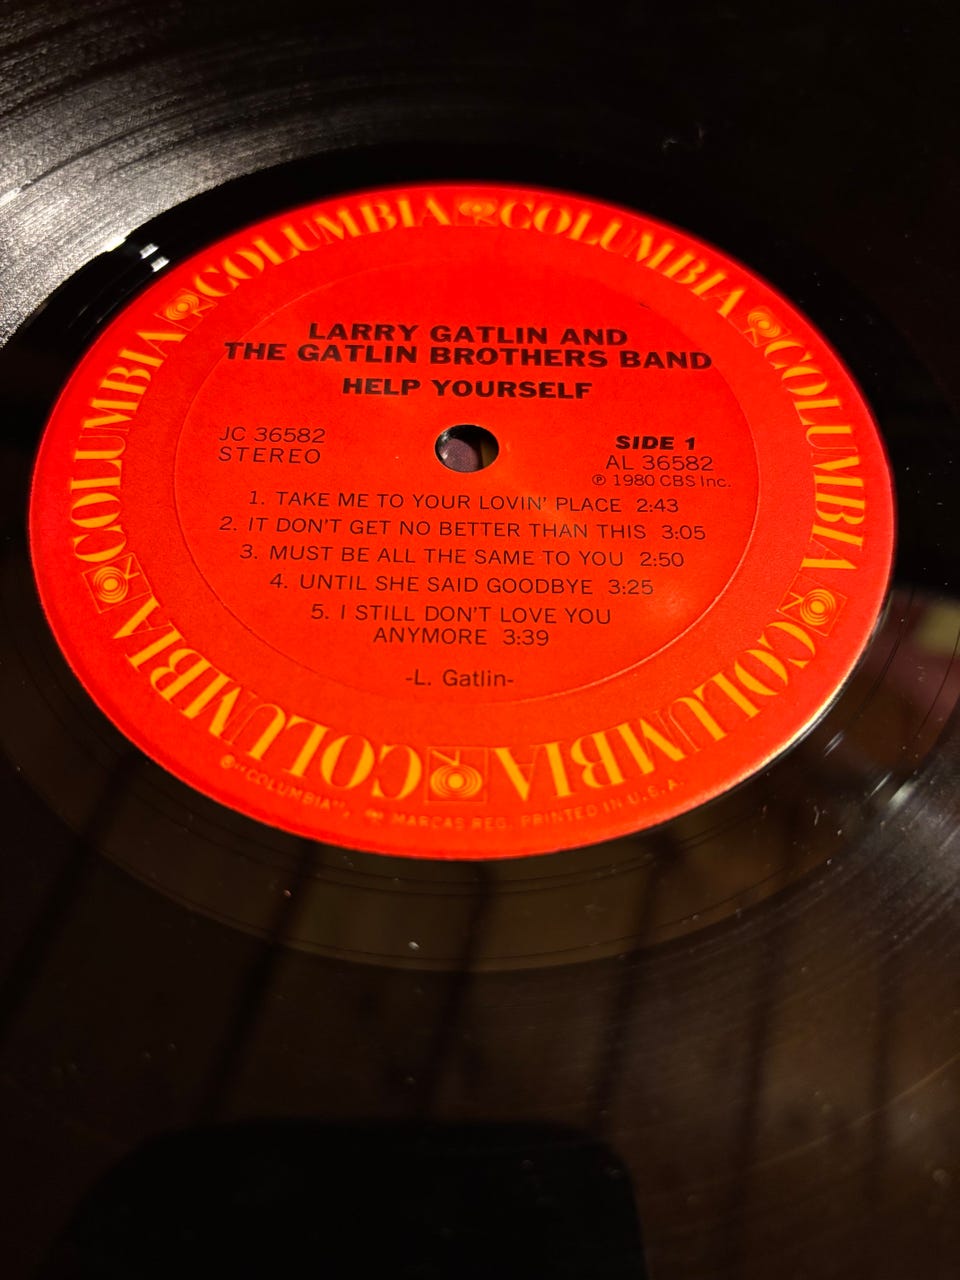 COLUMBIA COLUMBIA COLUMBIA COLUMBIA COLUMBIA COLUMBIA
LARRY GATLIN AND
THE GATLIN BROTHERS BAND
HELP YOURSELF
JC 36582
STEREO
SIDE 1
AL 36582
℗ 1980 CBS Inc.
1. TAKE ME TO YOUR LOVIN' PLACE 2:43
2. IT DON'T GET NO BETTER THAN THIS 3:05
3. MUST BE ALL THE SAME TO YOU 2:50
4. UNTIL SHE SAID GOODBYE 3:25
5. I STILL DON'T LOVE YOU
ANYMORE 3:39
-L. Gatlin-
® "COLUMBIA", MARCAS REG. PRINTED IN U.S.A.